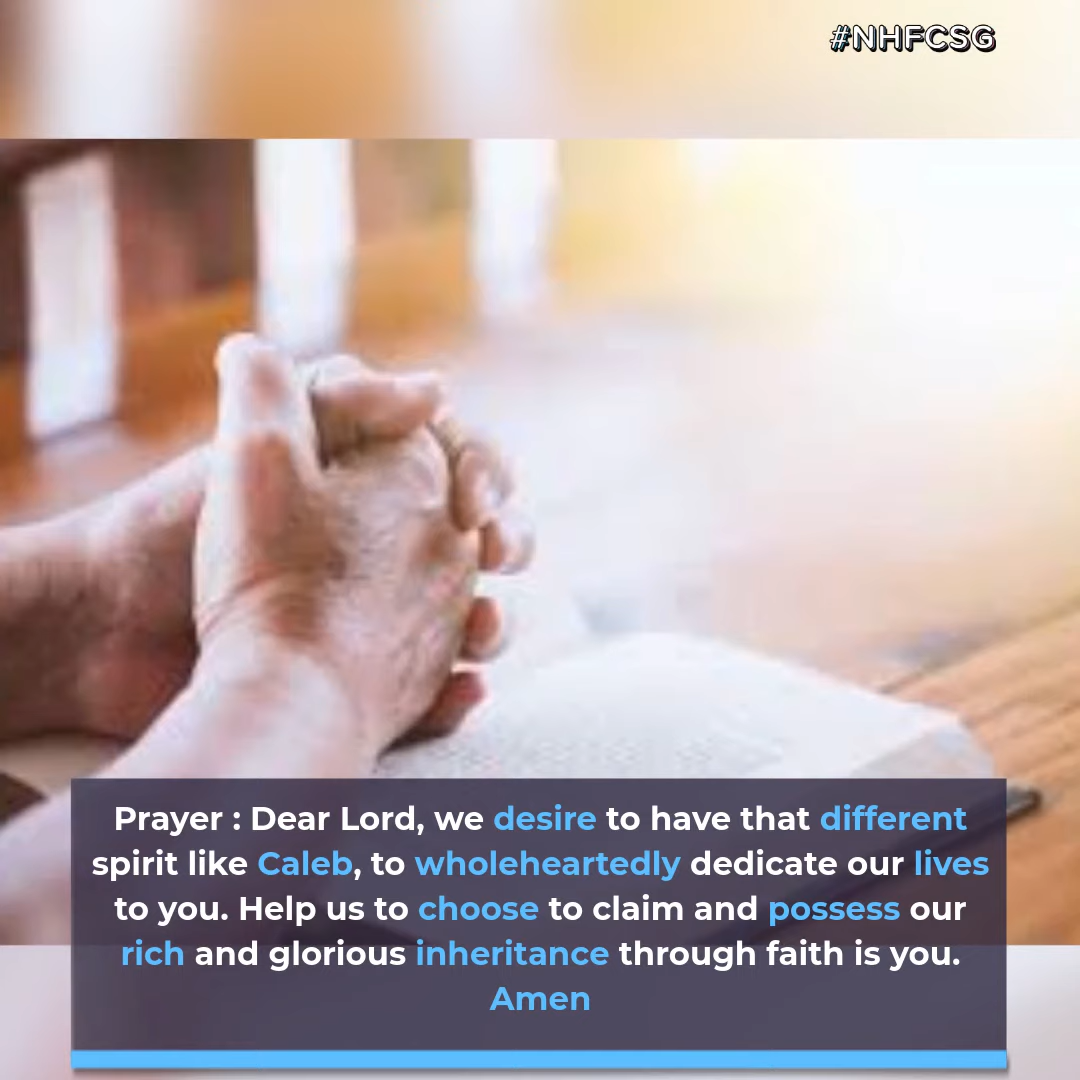 #NHFCSG
Prayer : Dear Lord, we desire to have that different
spirit like Caleb, to wholeheartedly dedicate our lives
to you. Help us to choose to claim and possess our
rich and glorious inheritance through faith is you.
Amen